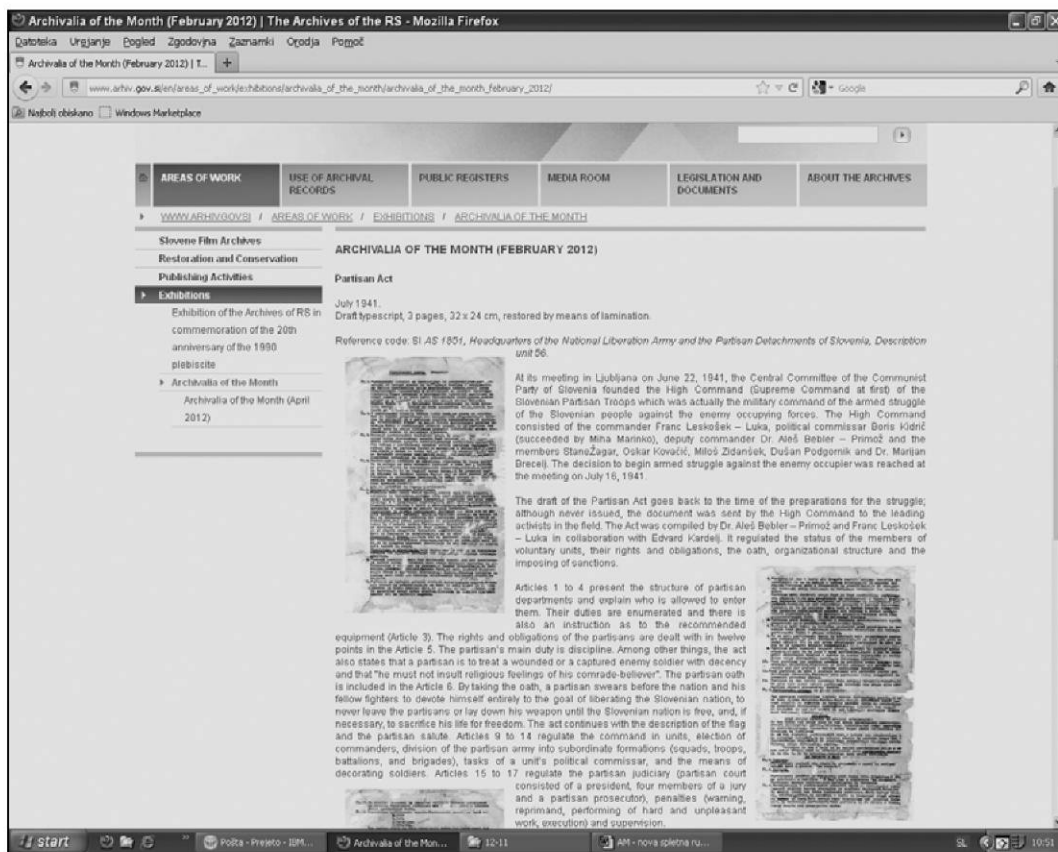 Archivalia of the Month (February 2012) | The Archives of the RS - Mozilla Firefox
Datoteka Urejanje Pogled Zgodovina Zaznamki Orodja Pomoč
Archivalia of the Month (February 2012) | T... +
www.arhiv.gov.si/en/areas_of_work/exhibitions/archivalia_of_the_month/archivalia_of_the_month_february_2012/
Google
Najbolj obiskano Windows Marketplace
AREAS OF WORK
USE OF ARCHIVAL
RECORDS
PUBLIC REGISTERS
MEDIA ROOM
LEGISLATION AND
DOCUMENTS
ABOUT THE ARCHIVES
WWW.ARHIV.GOV.SI / AREAS OF WORK / EXHIBITIONS / ARCHIVALIA OF THE MONTH
Slovene Film Archives
Restoration and Conservation
Publishing Activities
Exhibitions
Exhibition of the Archives of RS in
commemoration of the 20th
anniversary of the 1990
plebiscite
Archivalia of the Month
Archivalia of the Month (April
2012)
ARCHIVALIA OF THE MONTH (FEBRUARY 2012)
Partisan Act
July 1941.
Draft typescript, 3 pages, 32 x 24 cm, restored by means of lamination.
Reference code: SI AS 1851, Headquarters of the National Liberation Army and the Partisan Detachments of Slovenia, Description
unit 56.
At its meeting in Ljubljana on June 22, 1941, the Central Committee of the Communist
Party of Slovenia founded the High Command (Supreme Command at first) of the
Slovenian Partisan Troops which was actually the military command of the armed struggle
of the Slovenian people against the enemy occupying forces. The High Command
consisted of the commander Franc Leskošek – Luka, political commissar Boris Kidrič
(succeeded by Miha Marinko), deputy commander Dr. Aleš Bebler – Primož and the
members StaneŽagar, Oskar Kovačič, Miloš Zidanšek, Dušan Podgornik and Dr. Marijan
Brecelj. The decision to begin armed struggle against the enemy occupier was reached at
the meeting on July 16, 1941.
The draft of the Partisan Act goes back to the time of the preparations for the struggle;
although never issued, the document was sent by the High Command to the leading
activists in the field. The Act was compiled by Dr. Aleš Bebler – Primož and Franc Leskošek
– Luka in collaboration with Edvard Kardelj. It regulated the status of the members of
voluntary units, their rights and obligations, the oath, organizational structure and the
imposing of sanctions.
Articles 1 to 4 present the structure of partisan
departments and explain who is allowed to enter
them. Their duties are enumerated and there is
also an instruction as to the recommended
equipment (Article 3). The rights and obligations of the partisans are dealt with in twelve
points in the Article 5. The partisan's main duty is discipline. Among other things, the act
also states that a partisan is to treat a wounded or a captured enemy soldier with decency
and that "he must not insult religious feelings of his comrade-believer". The partisan oath
is included in the Article 6. By taking the oath, a partisan swears before the nation and his
fellow fighters to devote himself entirely to the goal of liberating the Slovenian nation, to
never leave the partisans or lay down his weapon until the Slovenian nation is free, and, if
necessary, to sacrifice his life for freedom. The act continues with the description of the flag
and the partisan salute. Articles 9 to 14 regulate the command in units, election of
commanders, division of the partisan army into subordinate formations (squads, troops,
battalions, and brigades), tasks of a unit's political commissar, and the means of
decorating soldiers. Articles 15 to 17 regulate the partisan judiciary (partisan court
consisted of a president, four members of a jury
and a partisan prosecutor), penalties (warning,
reprimand, performing of hard and unpleasant
work, execution) and supervision.
start
Pošta - Prejeto - IBM...
Archivalia of the Mon...
12-11
AM - nova spletna ru...
SL
10:51